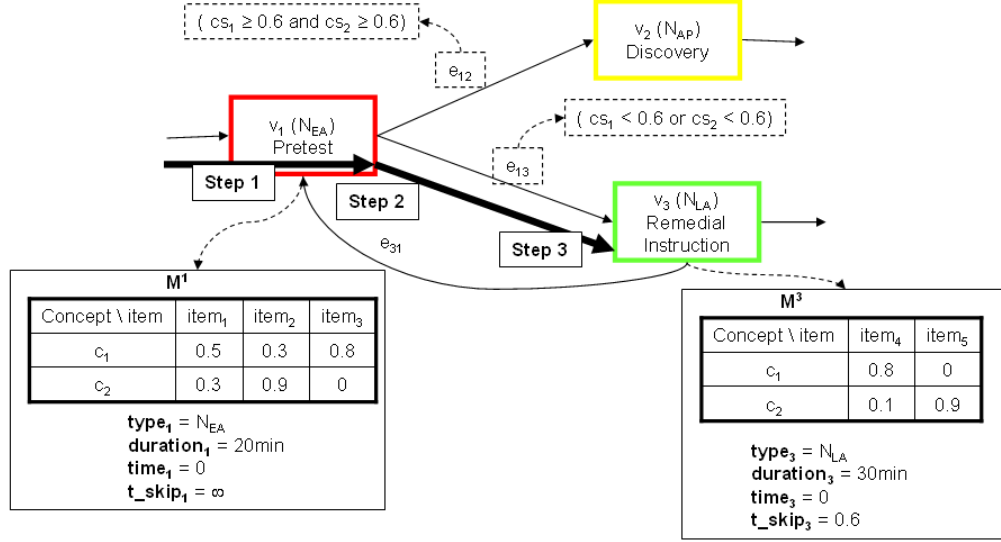 ( cs₁ ≥ 0.6 and cs₂ ≥ 0.6)
v₂ (N_AP)
Discovery
e₁₂
v₁ (N_EA)
Pretest
( cs₁ < 0.6 or cs₂ < 0.6)
e₁₃
Step 1
Step 2
v₃ (N_LA)
Remedial
Instruction
Step 3
e₃₁
M¹
Concept \ item item₁ item₂ item₃
c₁ 0.5 0.3 0.8
c₂ 0.3 0.9 0
type₁ = N_EA
duration₁ = 20min
time₁ = 0
t_skip₁ = ∞
M³
Concept \ item item₄ item₅
c₁ 0.8 0
c₂ 0.1 0.9
type₃ = N_LA
duration₃ = 30min
time₃ = 0
t_skip₃ = 0.6